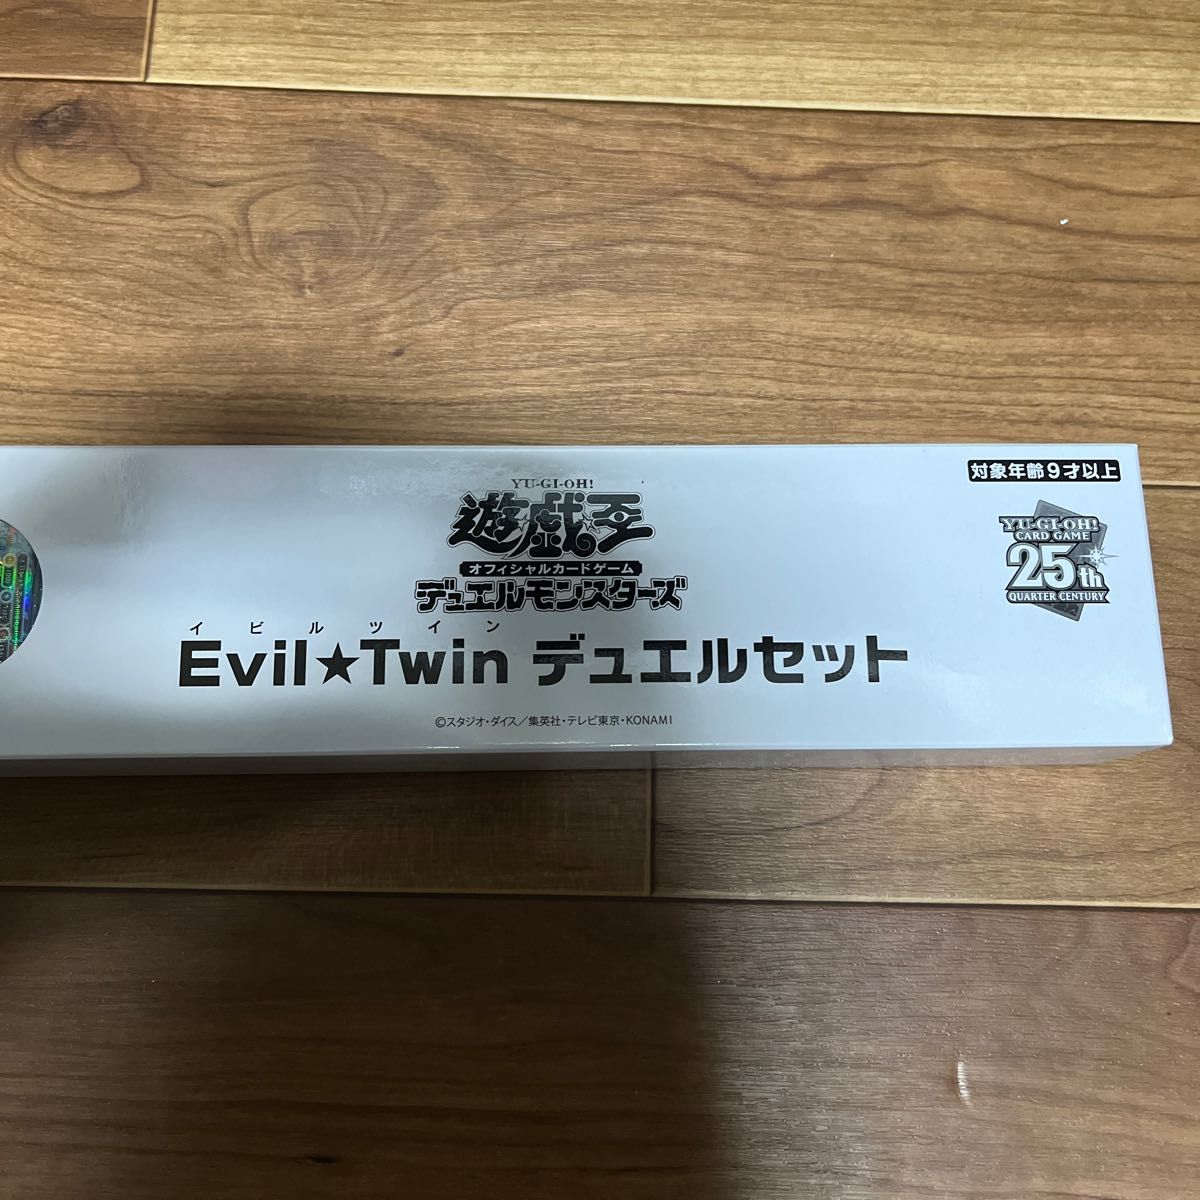 対象年齢9才以上
YU-GI-OH!
遊戯王
オフィシャルカードゲーム
デュエルモンスターズ
YU-GI-OH!
CARD GAME
25th
QUARTER CENTURY
イビルツイン
Evil★Twin デュエルセット
©スタジオ・ダイス/集英社・テレビ東京・KONAMI